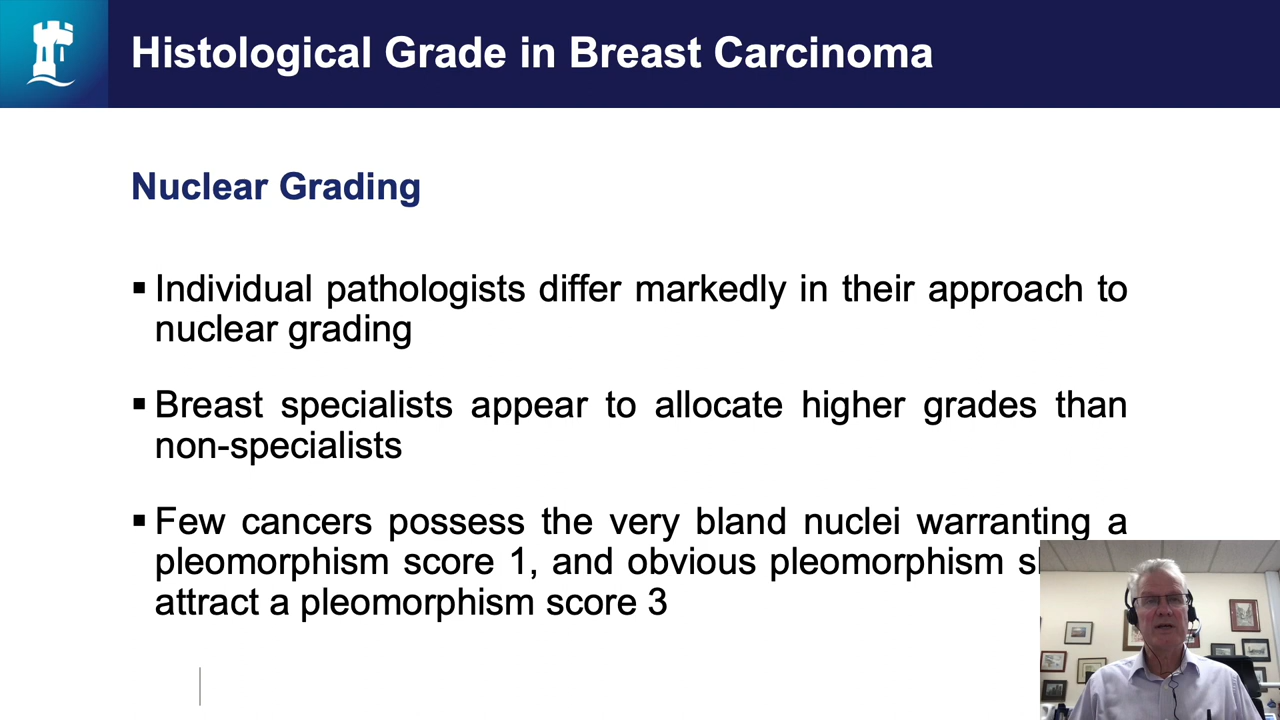 Histological Grade in Breast Carcinoma
Nuclear Grading
▪ Individual pathologists differ markedly in their approach to
nuclear grading
▪ Breast specialists appear to allocate higher grades than
non-specialists
▪ Few cancers possess the very bland nuclei warranting a
pleomorphism score 1, and obvious pleomorphism
attract a pleomorphism score 3